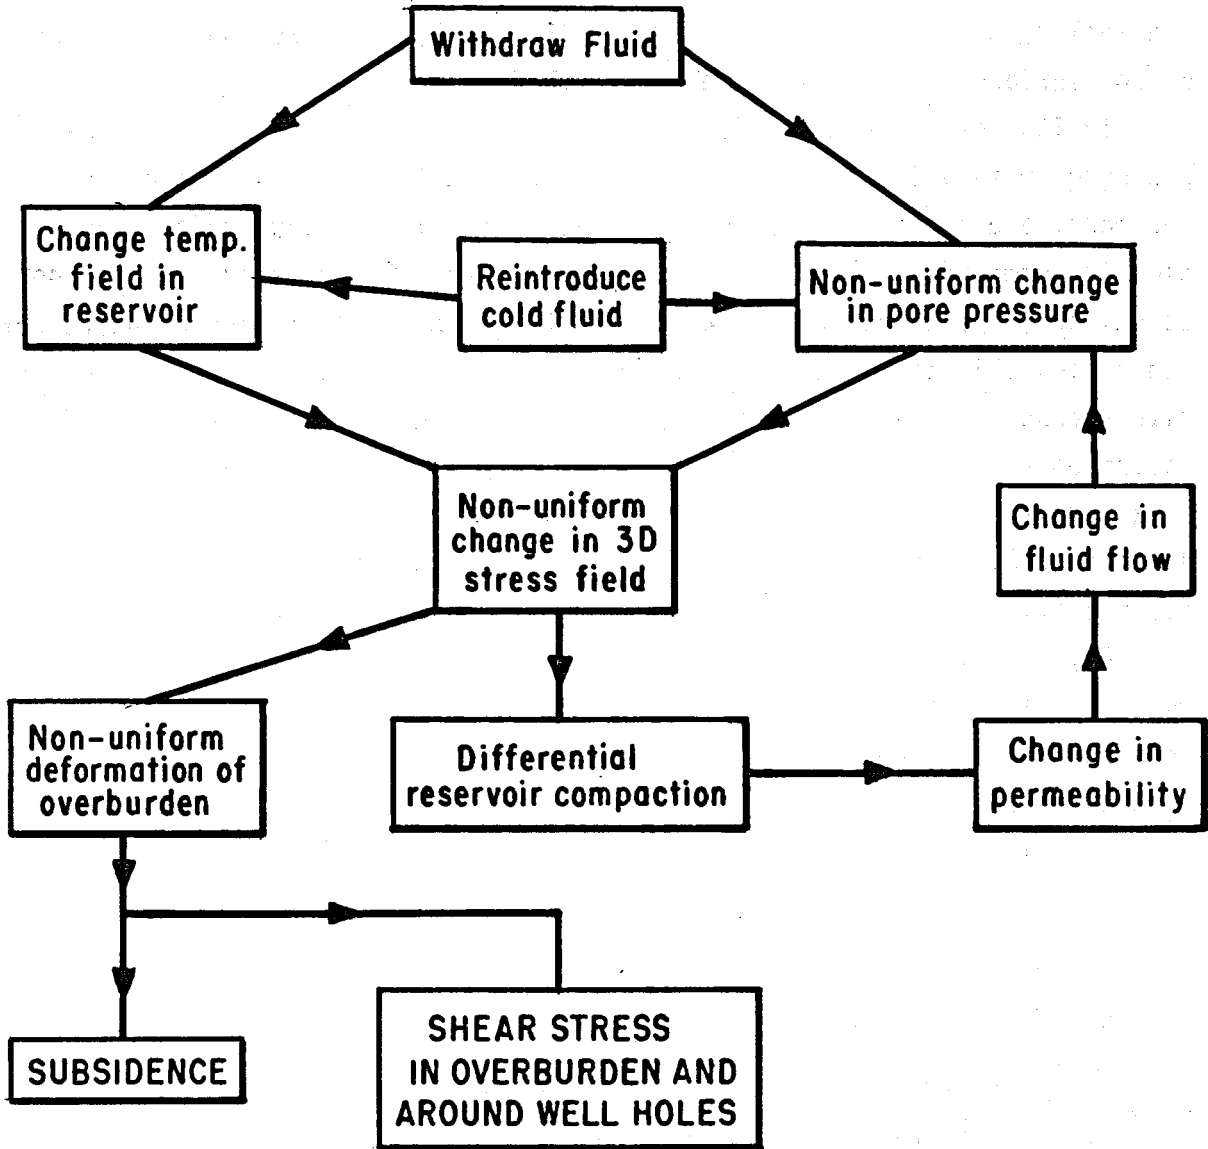 Withdraw Fluid
Change temp.
field in
reservoir
Reintroduce
cold fluid
Non-uniform change
in pore pressure
Non-uniform
change in 3D
stress field
Change in
fluid flow
Non-uniform
deformation of
overburden
Differential
reservoir compaction
Change in
permeability
SUBSIDENCE
SHEAR STRESS
IN OVERBURDEN AND
AROUND WELL HOLES